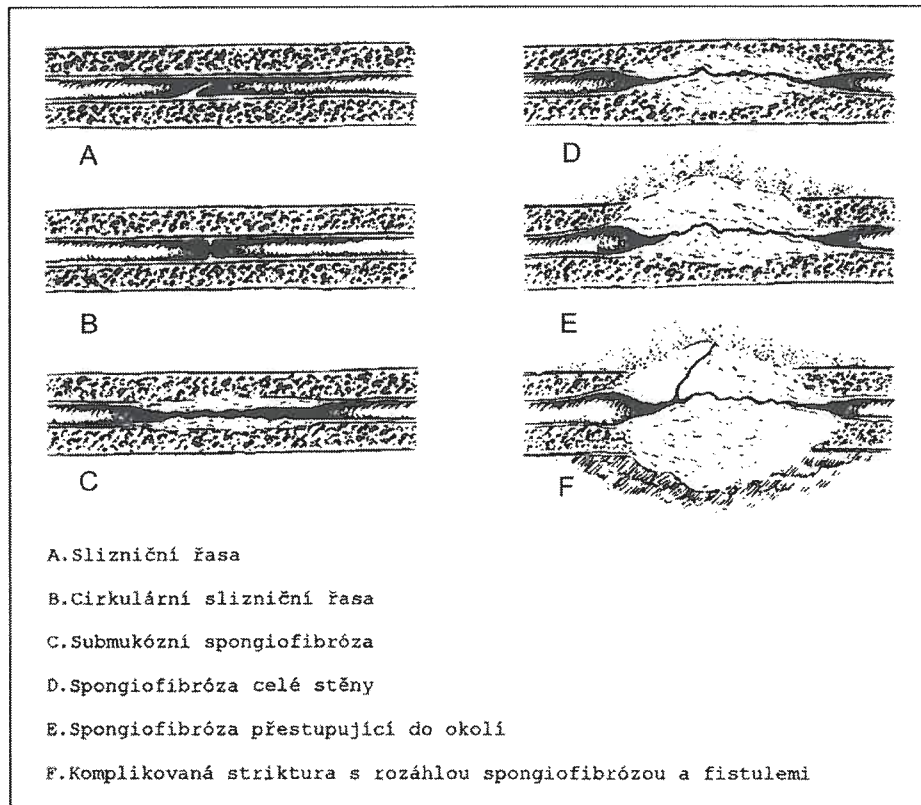 A
D
B
E
C
F
A.Slizniční řasa
B.Cirkulární slizniční řasa
C.Submukózní spongiofibróza
D.Spongiofibróza celé stěny
E.Spongiofibróza přestupující do okolí
F.Komplikovaná striktura s rozáhlou spongiofibrózou a fistulemi